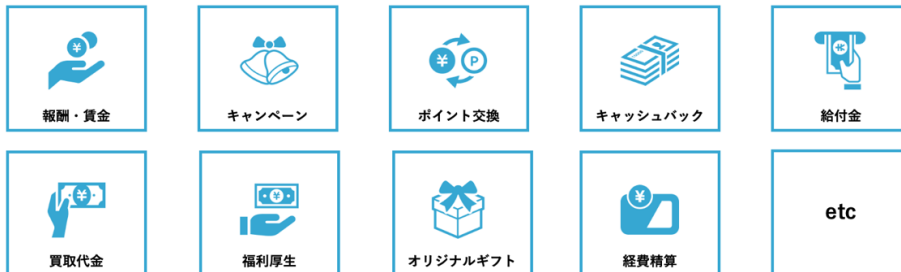 報酬・賃金
キャンペーン
ポイント交換
キャッシュバック
給付金
買取代金
福利厚生
オリジナルギフト
経費精算
etc